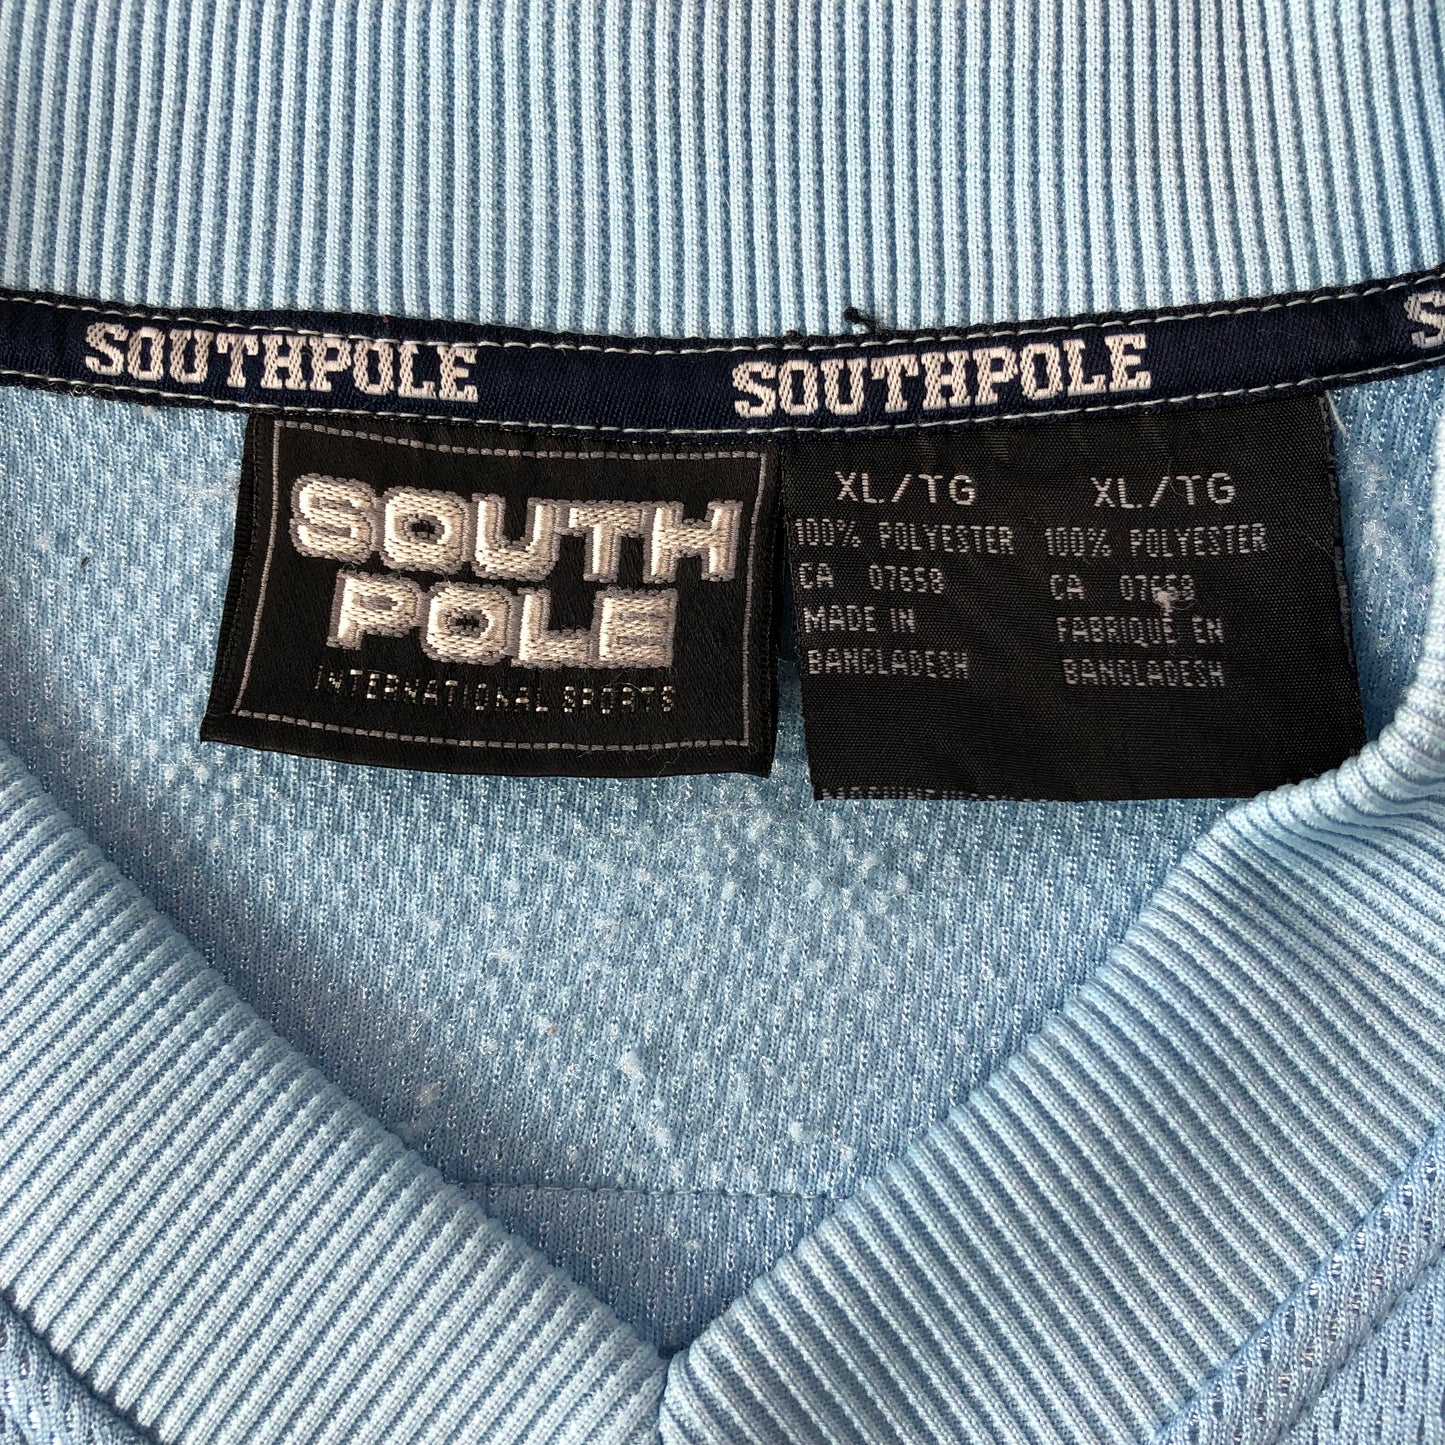 SOUTHPOLE SOUTHPOLE S
SOUTH
POLE
INTERNATIONAL SPORTS
XL/TG
100% POLYESTER
CA 07658
MADE IN
BANGLADESH
XL/TG
100% POLYESTER
CA 07658
FABRIQUE EN
BANGLADESH